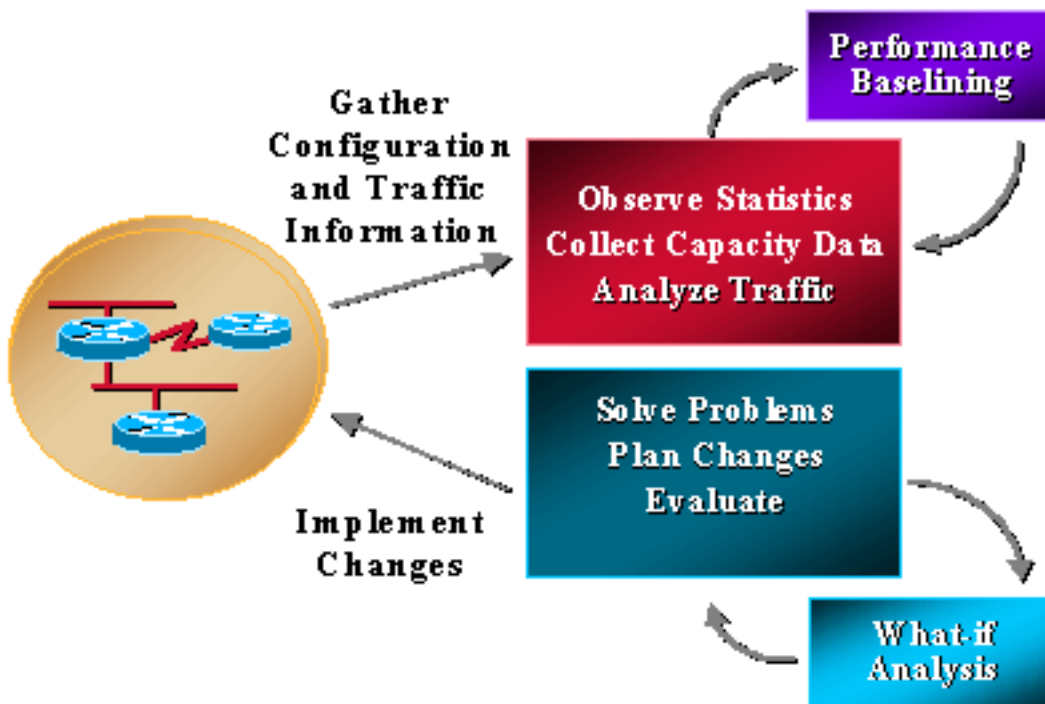 Performance
Baselining
Gather
Configuration
and Traffic
Information
Observe Statistics
Collect Capacity Data
Analyze Traffic
Solve Problems
Plan Changes
Evaluate
Implement
Changes
What-if
Analysis